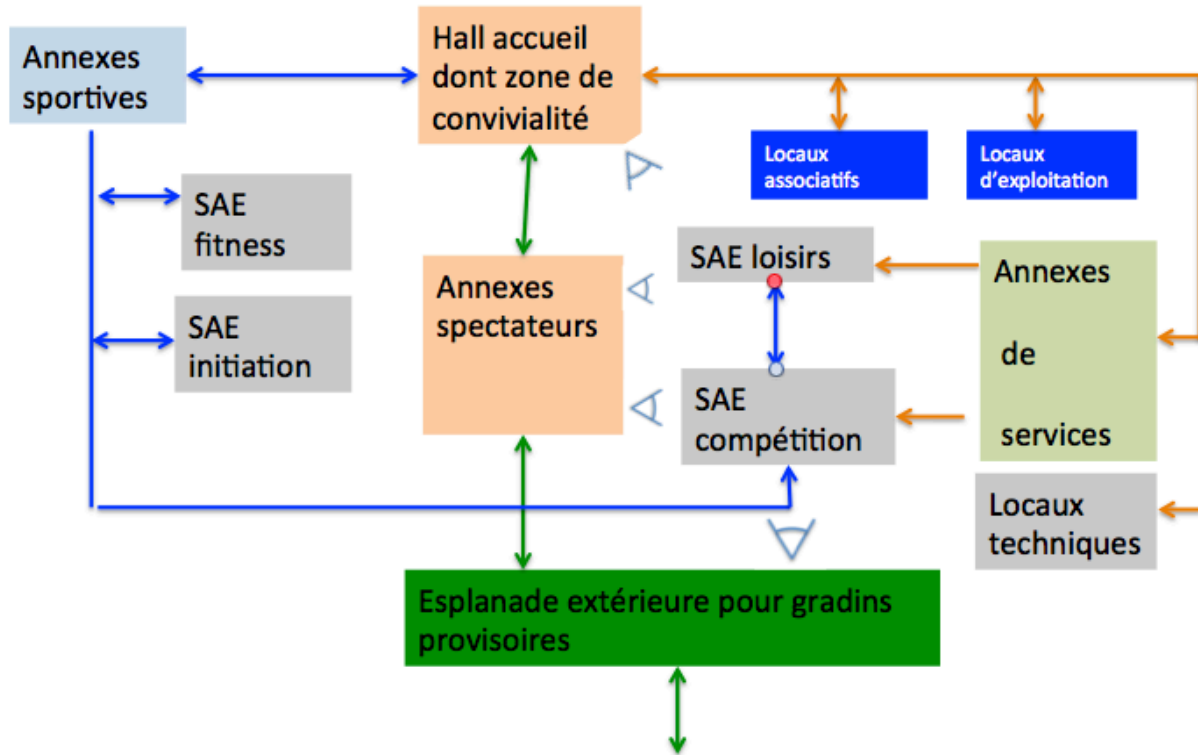 Annexes
sportives
Hall accueil
dont zone de
convivialité
Locaux
associatifs
Locaux
d'exploitation
SAE
fitness
SAE
initiation
Annexes
spectateurs
SAE loisirs
SAE
compétition
Annexes
de
services
Locaux
techniques
Esplanade extérieure pour gradins
provisoires